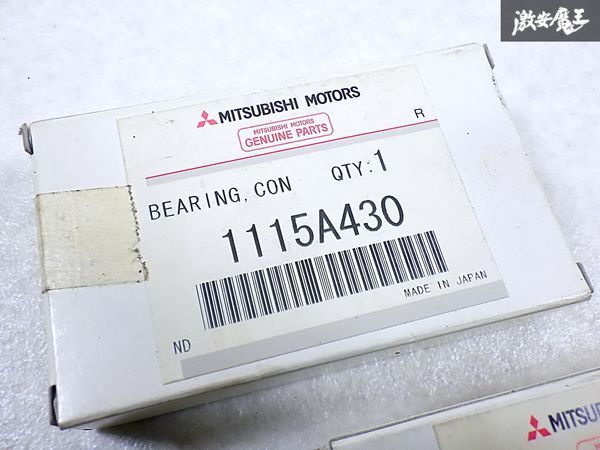 激安魔王
MITSUBISHI MOTORS
MITSUBISHI MOTORS
GENUINE PARTS
R
BEARING, CON QTY:1
1115A430
MADE IN JAPAN
ND
MITSUB